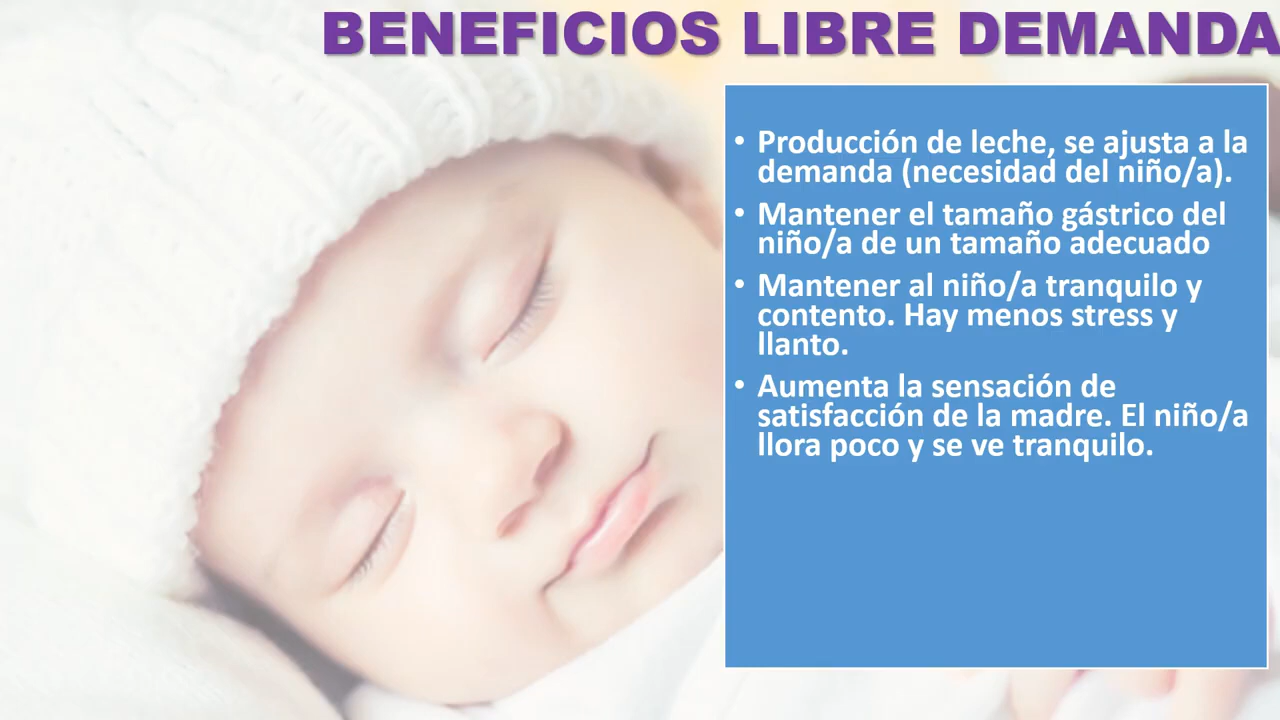 BENEFICIOS LIBRE DEMANDA
• Producción de leche, se ajusta a la
demanda (necesidad del niño/a).
• Mantener el tamaño gástrico del
niño/a de un tamaño adecuado
• Mantener al niño/a tranquilo y
contento. Hay menos stress y
llanto.
• Aumenta la sensación de
satisfacción de la madre. El niño/a
llora poco y se ve tranquilo.